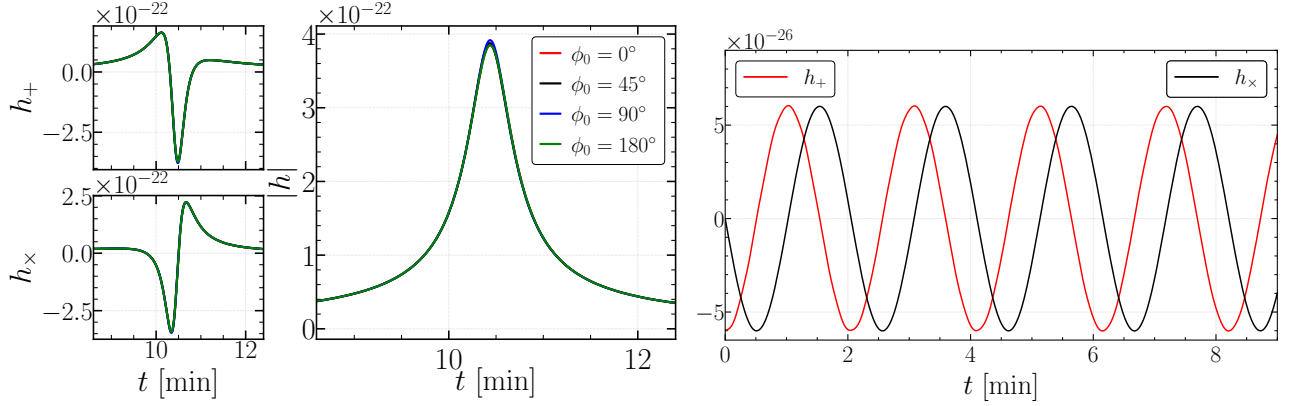 ×10−22
0.0
−2.5
h+
×10−22
2.5
0.0
−2.5
h×
10 12
t [min]
×10−22
4
3
2
1
0
|h
ϕ0 = 0°
ϕ0 = 45°
ϕ0 = 90°
ϕ0 = 180°
10 12
t [min]
×10−26
5
0
−5
h+
h×
0 2 4 6 8
t [min]